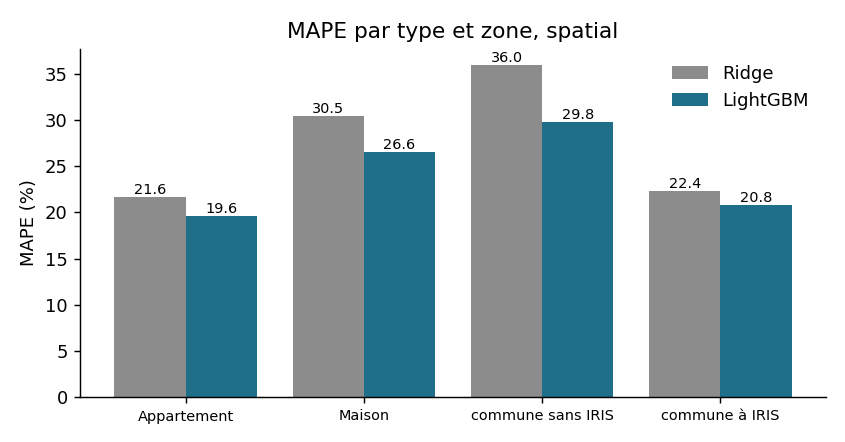 MAPE par type et zone, spatial
MAPE (%)
35
30
25
20
15
10
5
0
Ridge
LightGBM
21.6
19.6
30.5
26.6
36.0
29.8
22.4
20.8
Appartement
Maison
commune sans IRIS
commune à IRIS